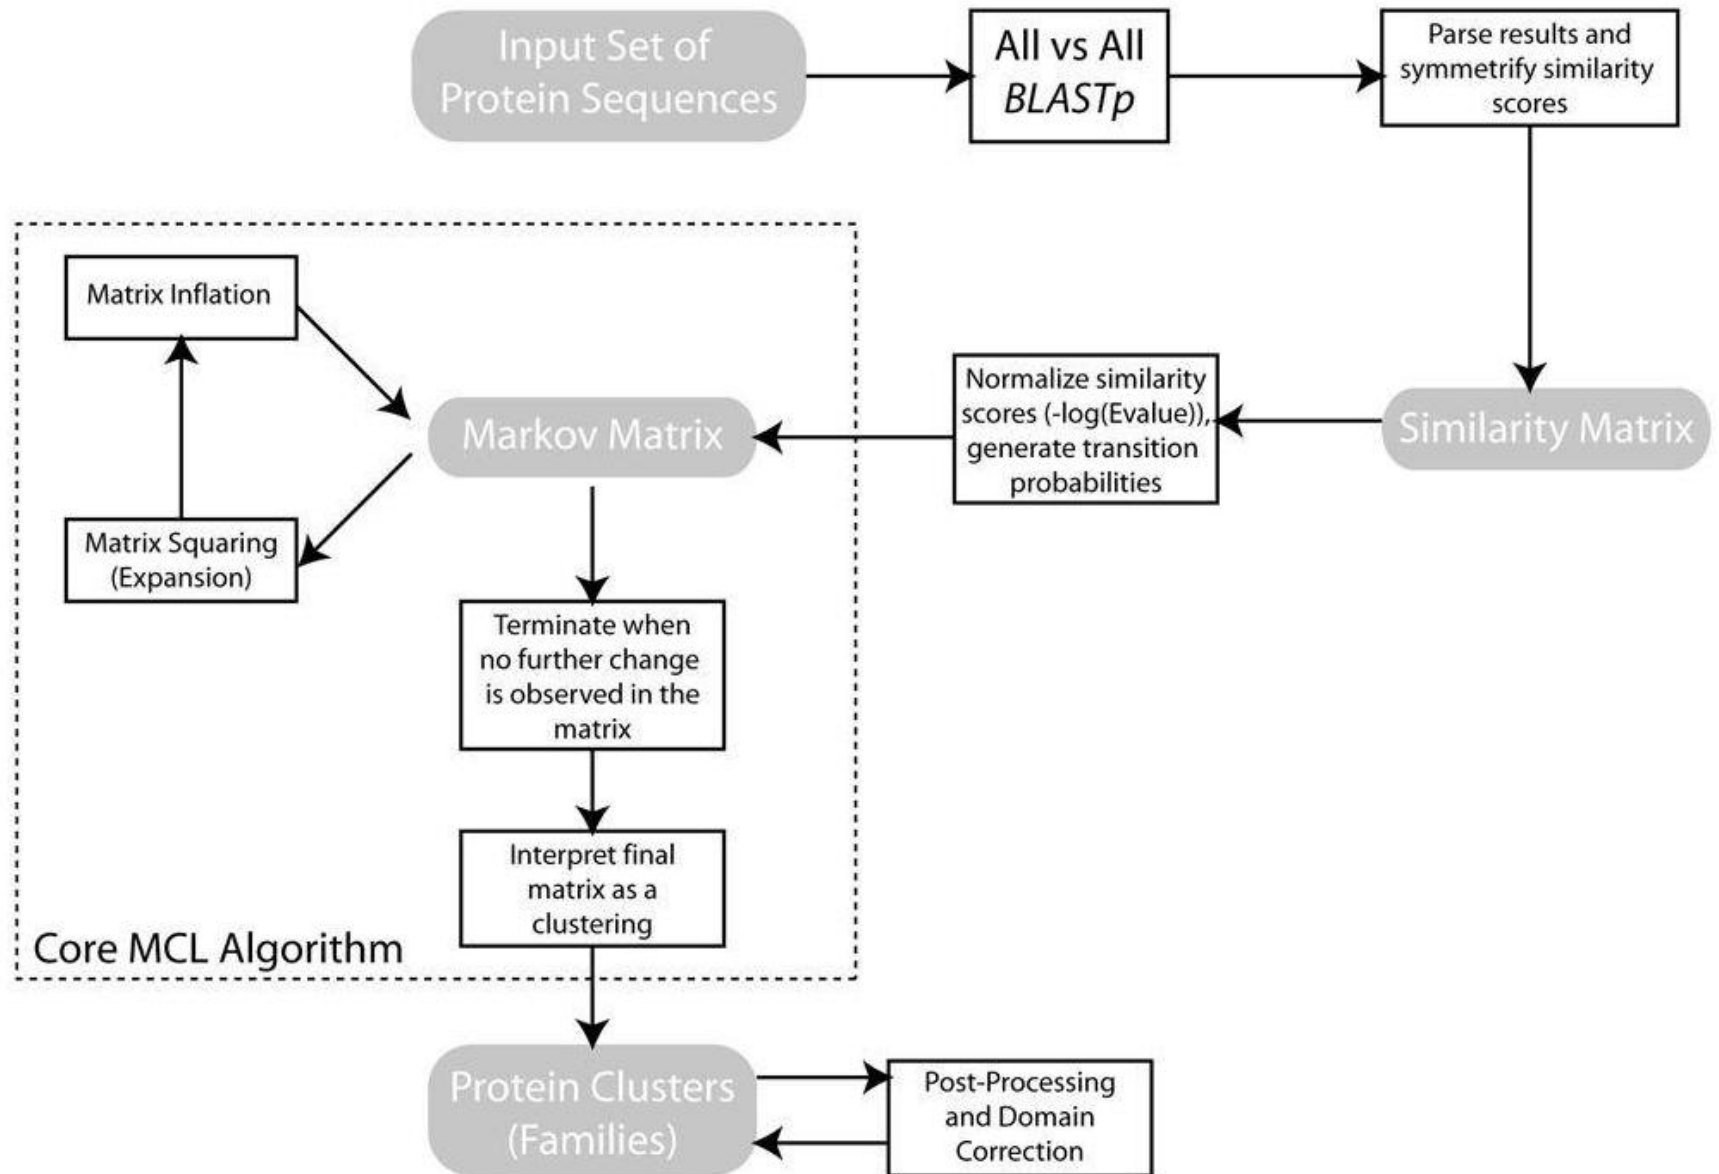 Input Set of
Protein Sequences
All vs All
BLASTp
Parse results and
symmetrify similarity
scores
Matrix Inflation
Markov Matrix
Normalize similarity
scores (-log(Evalue)),
generate transition
probabilities
Similarity Matrix
Matrix Squaring
(Expansion)
Terminate when
no further change
is observed in the
matrix
Interpret final
matrix as a
clustering
Core MCL Algorithm
Protein Clusters
(Families)
Post-Processing
and Domain
Correction